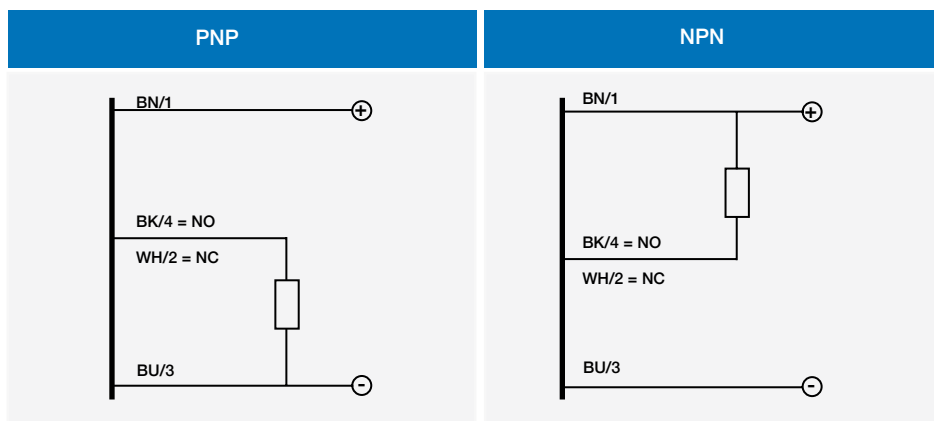 PNP
BN/1
+
BK/4 = NO
WH/2 = NC
BU/3
-
NPN
BN/1
+
BK/4 = NO
WH/2 = NC
BU/3
-